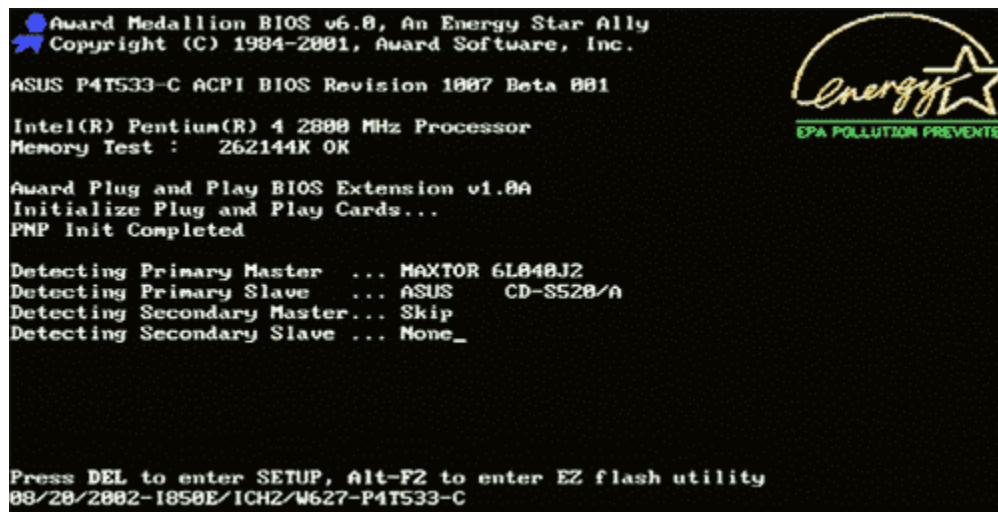 Award Medallion BIOS v6.0, An Energy Star Ally
Copyright (C) 1984-2001, Award Software, Inc.
energy
EPA POLLUTION PREVENTE
ASUS P4T533-C ACPI BIOS Revision 1007 Beta 001
Intel(R) Pentium(R) 4 2800 MHz Processor
Memory Test : 262144K OK
Award Plug and Play BIOS Extension v1.0A
Initialize Plug and Play Cards...
PNP Init Completed
Detecting Primary Master ... MAXTOR 6L040J2
Detecting Primary Slave ... ASUS CD-S520/A
Detecting Secondary Master... Skip
Detecting Secondary Slave ... None_
Press DEL to enter SETUP, Alt-F2 to enter EZ flash utility
08/20/2002-I850E/ICH2/W627-P4T533-C